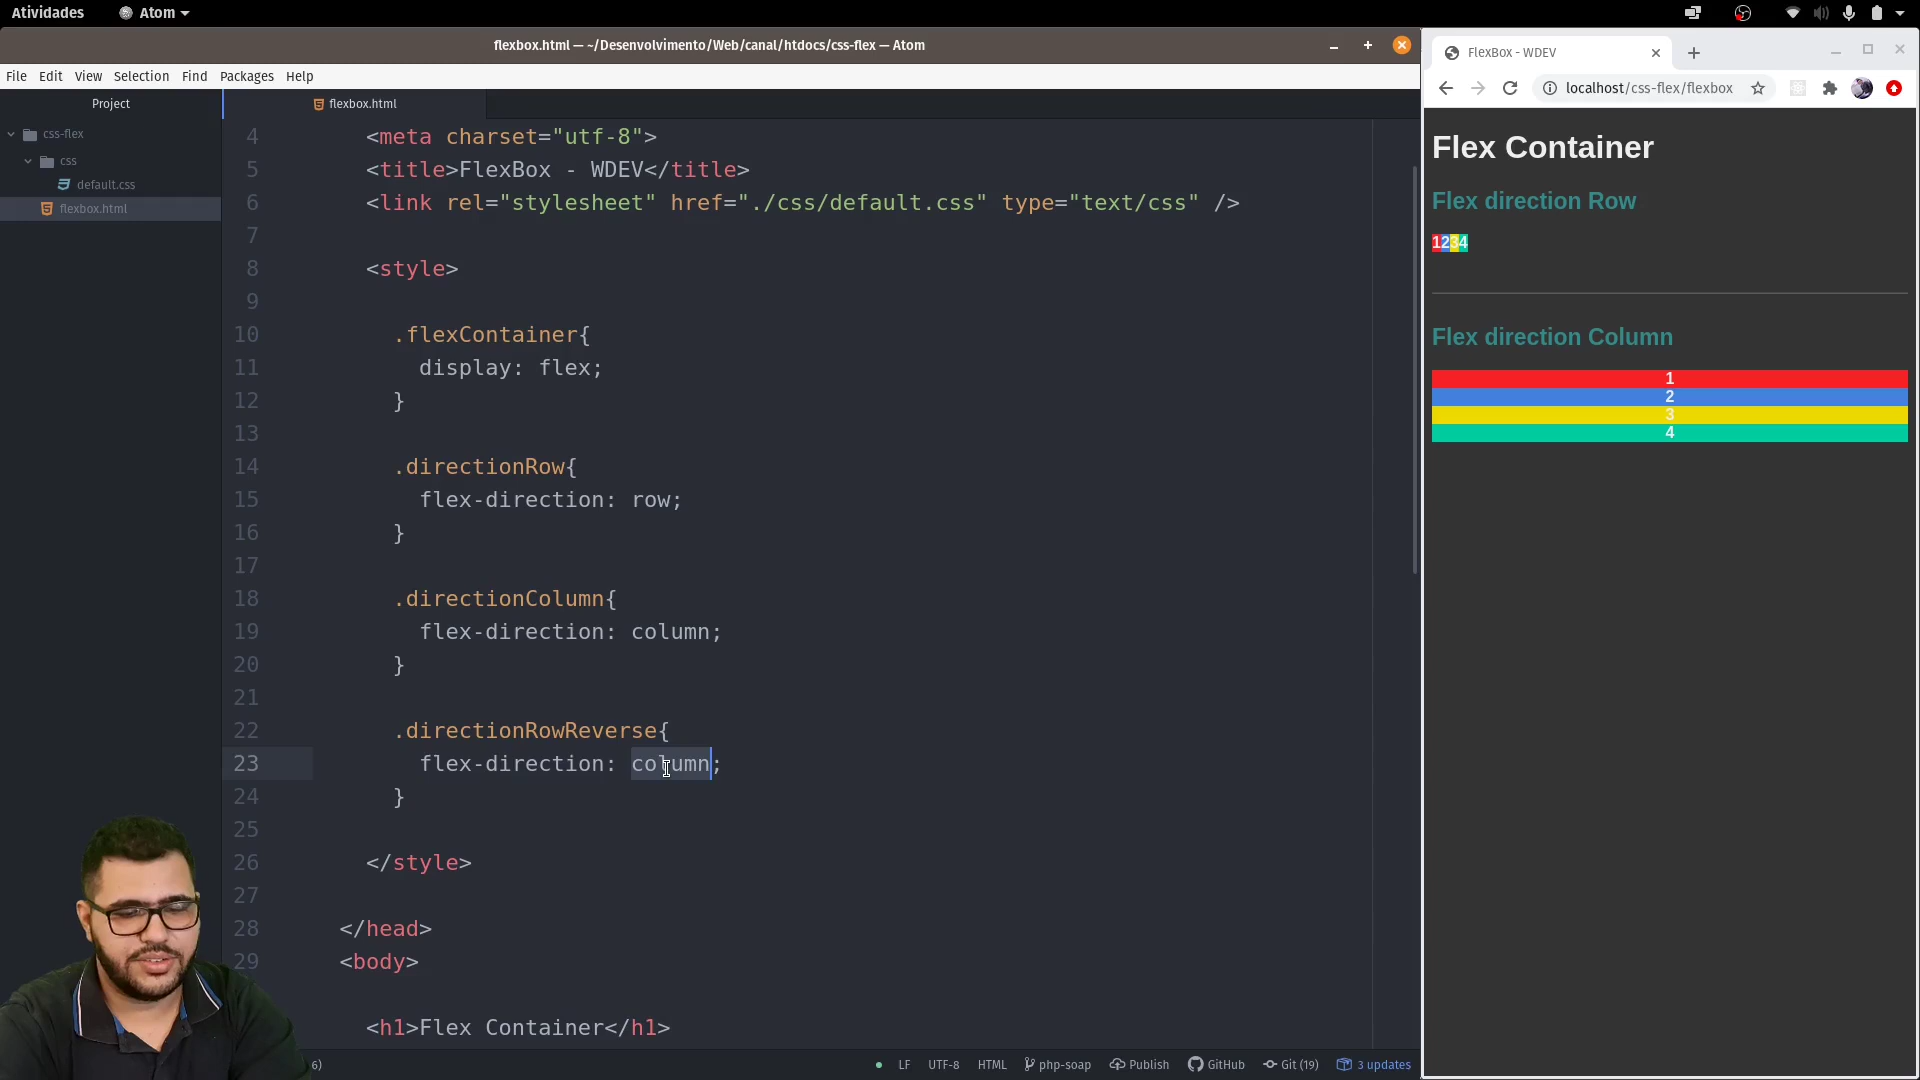 Atividades
Atom
flexbox.html — ~/Desenvolvimento/Web/canal/htdocs/css-flex — Atom
File Edit View Selection Find Packages Help
Project
css-flex
css
default.css
flexbox.html
flexbox.html
4 <meta charset="utf-8">
5 <title>FlexBox - WDEV</title>
6 <link rel="stylesheet" href="./css/default.css" type="text/css" />
7
8 <style>
9
10 .flexContainer{
11 display: flex;
12 }
13
14 .directionRow{
15 flex-direction: row;
16 }
17
18 .directionColumn{
19 flex-direction: column;
20 }
21
22 .directionRowReverse{
23 flex-direction: column;
24 }
25
26 </style>
27
28 </head>
29 <body>
<h1>Flex Container</h1>
6) LF UTF-8 HTML php-soap Publish GitHub Git (19) 3 updates
FlexBox - WDEV
localhost/css-flex/flexbox
Flex Container
Flex direction Row
1234
Flex direction Column
1
2
3
4